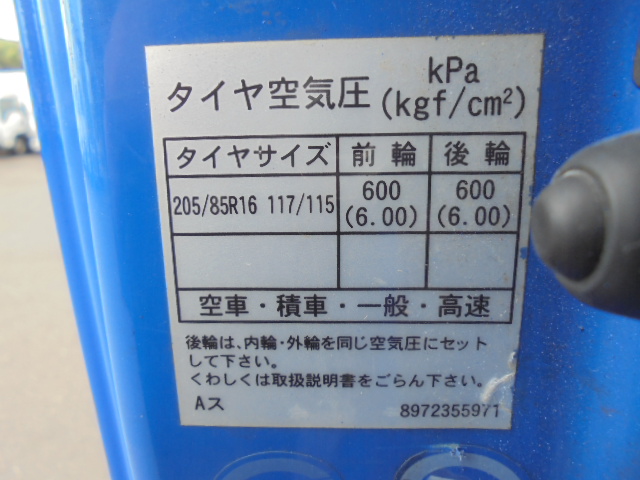 タイヤ空気圧 kPa
(kgf/cm²)
タイヤサイズ 前輪 後輪
205/85R16 117/115 600 600
(6.00) (6.00)
空車・積車・一般・高速
後輪は、内輪・外輪を同じ空気圧にセット
して下さい。
くわしくは取扱説明書をごらん下さい。
Aス 8972355971